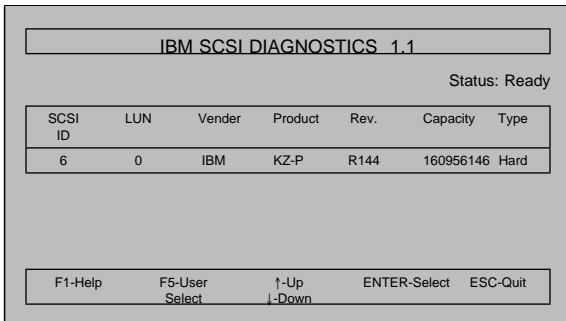 IBM SCSI DIAGNOSTICS 1.1
Status: Ready
SCSI ID LUN Vender Product Rev. Capacity Type
6 0 IBM KZ-P R144 160956146 Hard
F1-Help F5-User Select ↑-Up ↓-Down ENTER-Select ESC-Quit